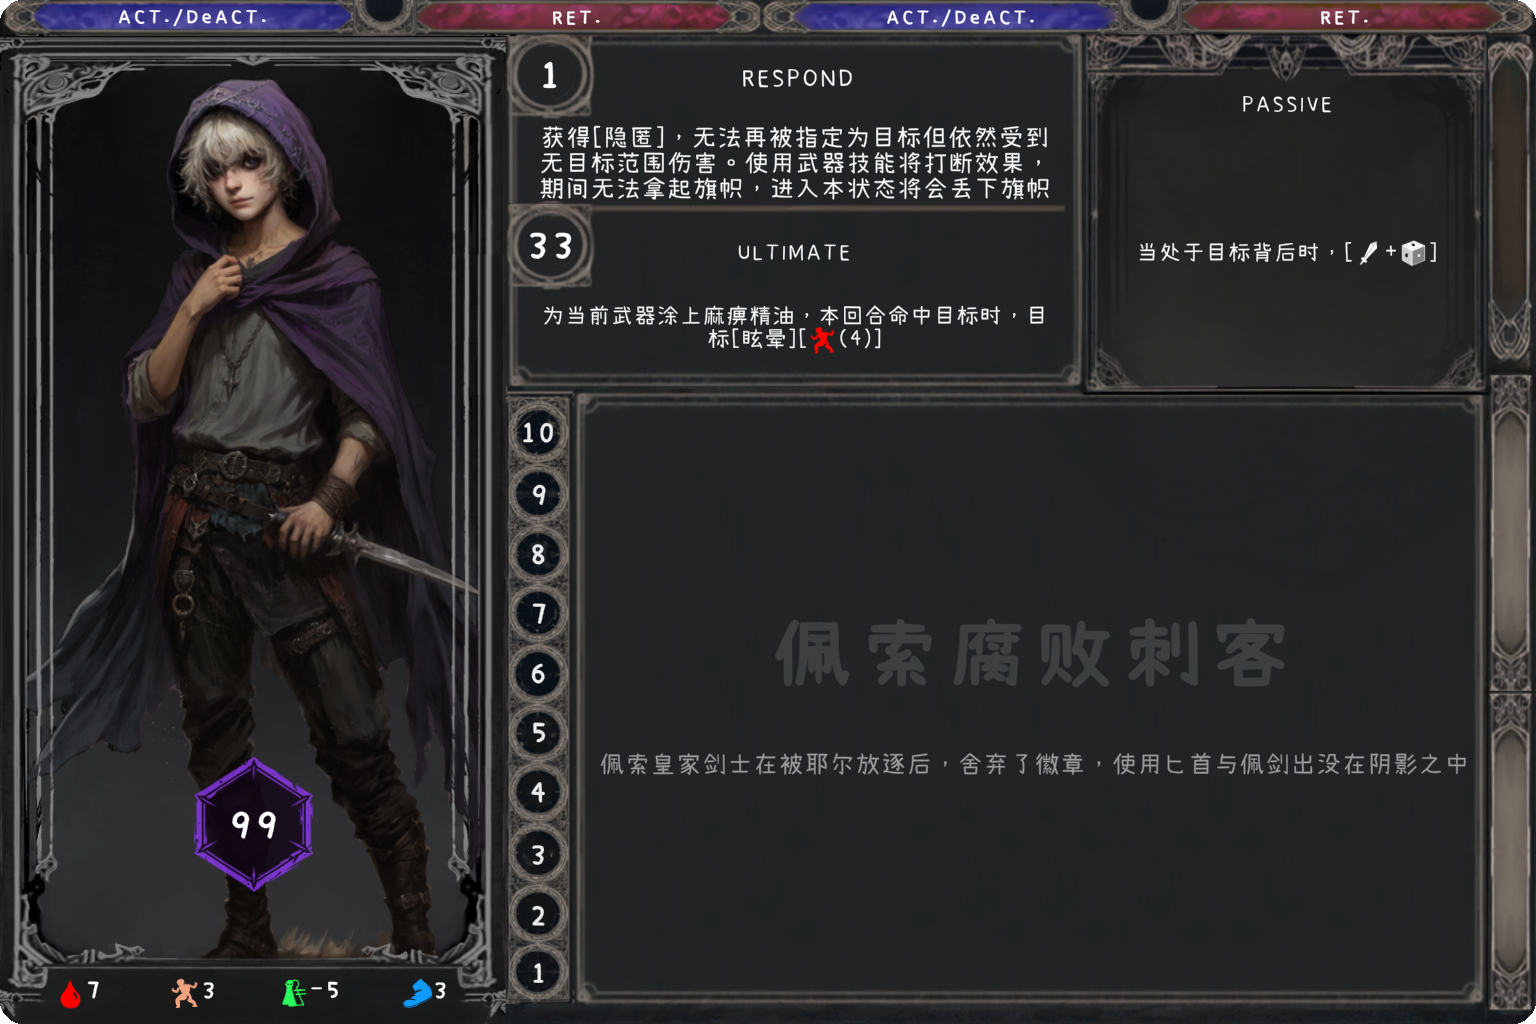 ACT./DeACT.
RET.
ACT./DeACT.
RET.
1
RESPOND
获得[隐匿]，无法再被指定为目标但依然受到
无目标范围伤害。使用武器技能将打断效果，
期间无法拿起旗帜，进入本状态将会丢下旗帜
33
ULTIMATE
为当前武器涂上麻痹精油，本回合命中目标时，目
标[眩晕][(4)]
PASSIVE
当处于目标背后时，[+]
10
9
8
7
6
5
4
3
2
1
佩索腐败刺客
佩索皇家剑士在被耶尔放逐后，舍弃了徽章，使用匕首与佩剑出没在阴影之中
99
7
3
-5
3